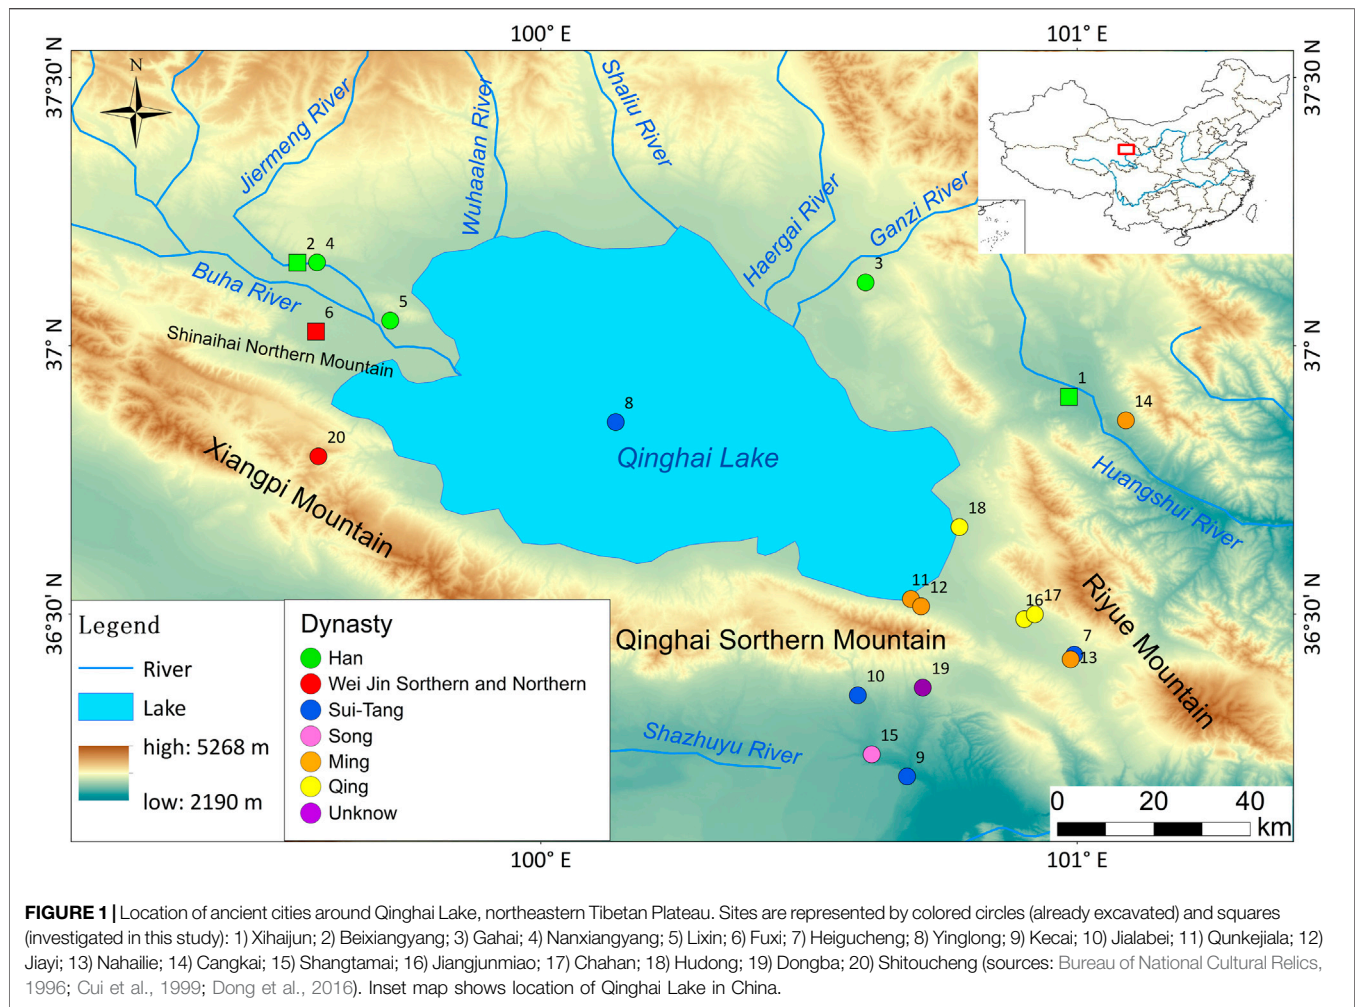 100° E
101° E
37°30' N
37°30 N
N
Jiermeng River
Wuhaalan River
Shaliu River
Haergai River
Ganzi River
2
4
3
Buha River
5
6
Shinaihai Northern Mountain
37° N
37° N
1
14
8
Qinghai Lake
20
Xiangpi Mountain
Huangshui River
18
11
12
16
17
Riyue Mountain
36°30' N
36°30' N
Qinghai Sorthern Mountain
7
13
10
19
15
9
Shazhuyu River
Legend
River
Lake
high: 5268 m
low: 2190 m
Dynasty
Han
Wei Jin Sorthern and Northern
Sui-Tang
Song
Ming
Qing
Unknow
0 20 40
km
100° E
101° E
FIGURE 1 | Location of ancient cities around Qinghai Lake, northeastern Tibetan Plateau. Sites are represented by colored circles (already excavated) and squares
(investigated in this study): 1) Xihaijun; 2) Beixiangyang; 3) Gahai; 4) Nanxiangyang; 5) Lixin; 6) Fuxi; 7) Heigucheng; 8) Yinglong; 9) Kecai; 10) Jialabei; 11) Qunkejiala; 12)
Jiayi; 13) Nahailie; 14) Cangkai; 15) Shangtamai; 16) Jiangjunmiao; 17) Chahan; 18) Hudong; 19) Dongba; 20) Shitoucheng (sources: Bureau of National Cultural Relics,
1996; Cui et al., 1999; Dong et al., 2016). Inset map shows location of Qinghai Lake in China.